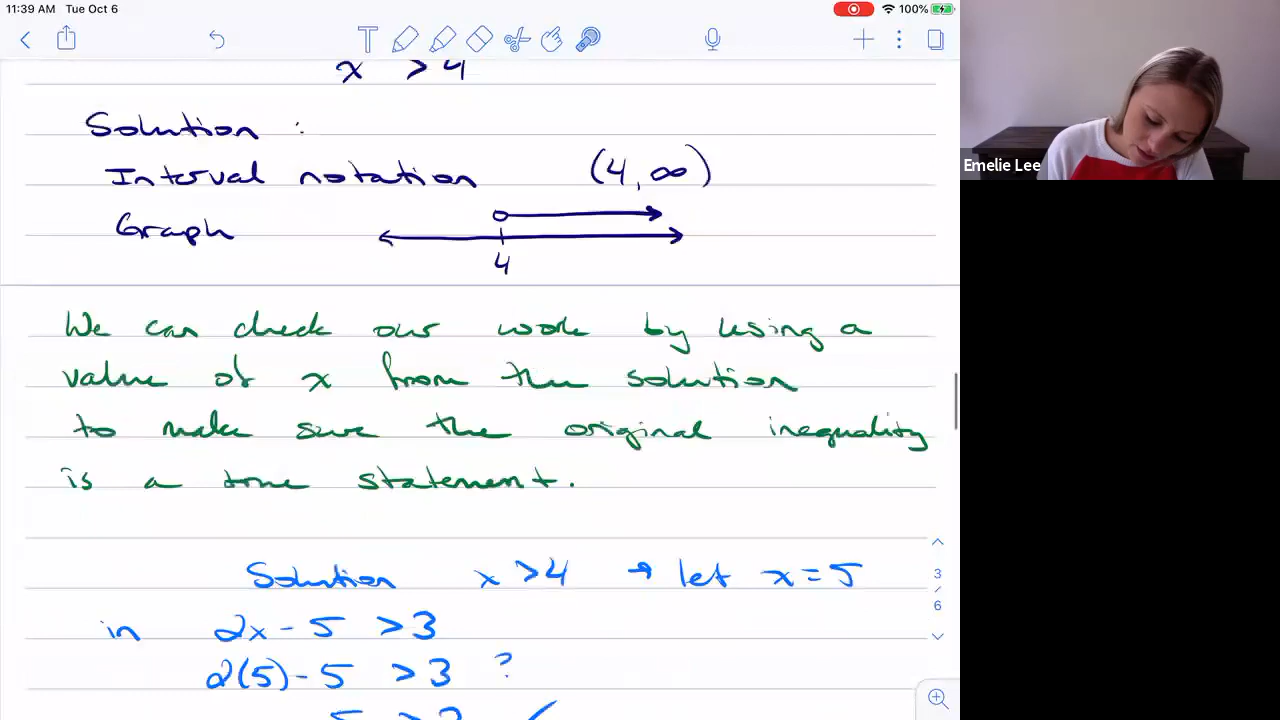 11:39 AM Tue Oct 6
100%
x > 4
Solution :
Interval notation (4, ∞)
Graph
4
We can check our work by using a
value of x from the solution
to make sure the original inequality
is a true statement.
Solution x > 4 → let x = 5
in 2x - 5 > 3
2(5) - 5 > 3 ?
5 > 3 ✓
3
/
6
Emelie Lee